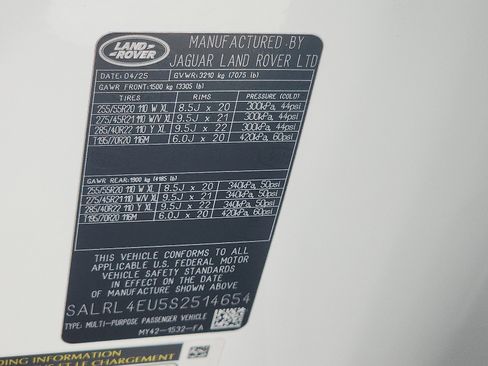 LAND
ROVER
MANUFACTURED BY
JAGUAR LAND ROVER LTD
DATE: 04/25 GVWR: 3210 kg (7075 lb)
GAWR FRONT: 1500 kg (3305 lb)
TIRES RIMS PRESSURE (COLD)
255/55R20 110 W XL 8.5J x 20 300kPa, 44psi
275/45R21 110 W/V XL 9.5J x 21 300kPa, 44psi
285/40R22 110 Y XL 9.5J x 22 300kPa, 44psi
T195/70R20 116M 6.0J x 20 420kPa, 60psi
GAWR REAR: 1900 kg (4185 lb)
255/55R20 110 W XL 8.5J x 20 340kPa, 50psi
275/45R21 110 W/V XL 9.5J x 21 340kPa, 50psi
285/40R22 110 Y XL 9.5J x 22 340kPa, 50psi
T195/70R20 116M 6.0J x 20 420kPa, 60psi
THIS VEHICLE CONFORMS TO ALL
APPLICABLE U.S. FEDERAL MOTOR
VEHICLE SAFETY STANDARDS
IN EFFECT ON THE DATE
OF MANUFACTURE SHOWN ABOVE
SALRL4EU5S2514654
TYPE: MULTI-PURPOSE PASSENGER VEHICLE
MY42-1532-FA
DING INFORMATION
T LE CHARGEMENT